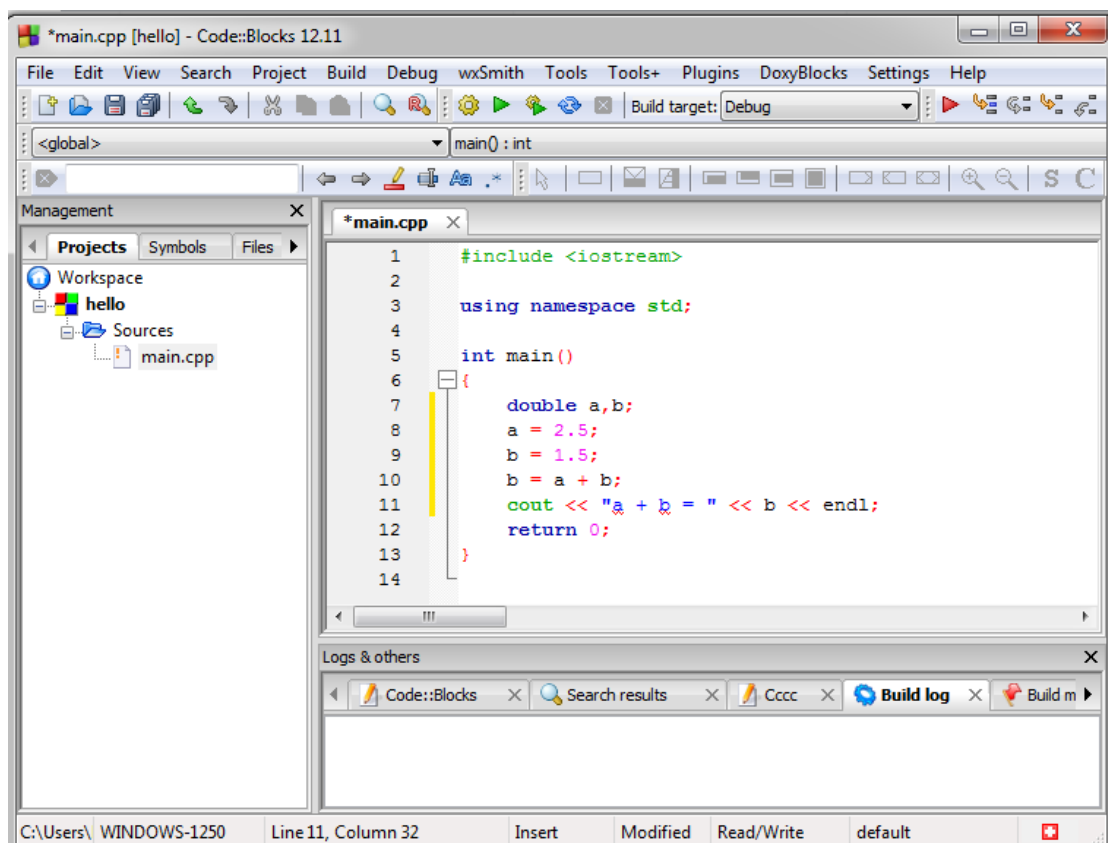 *main.cpp [hello] - Code::Blocks 12.11
File Edit View Search Project Build Debug wxSmith Tools Tools+ Plugins DoxyBlocks Settings Help
Build target: Debug
<global> main() : int
Aa .* S C
Management
*main.cpp
Projects Symbols Files
Workspace
hello
Sources
main.cpp
1 #include <iostream>
2
3 using namespace std;
4
5 int main()
6 {
7 double a,b;
8 a = 2.5;
9 b = 1.5;
10 b = a + b;
11 cout << "a + b = " << b << endl;
12 return 0;
13 }
14
Logs & others
Code::Blocks Search results Cccc Build log Build m
C:\Users\ WINDOWS-1250 Line 11, Column 32 Insert Modified Read/Write default